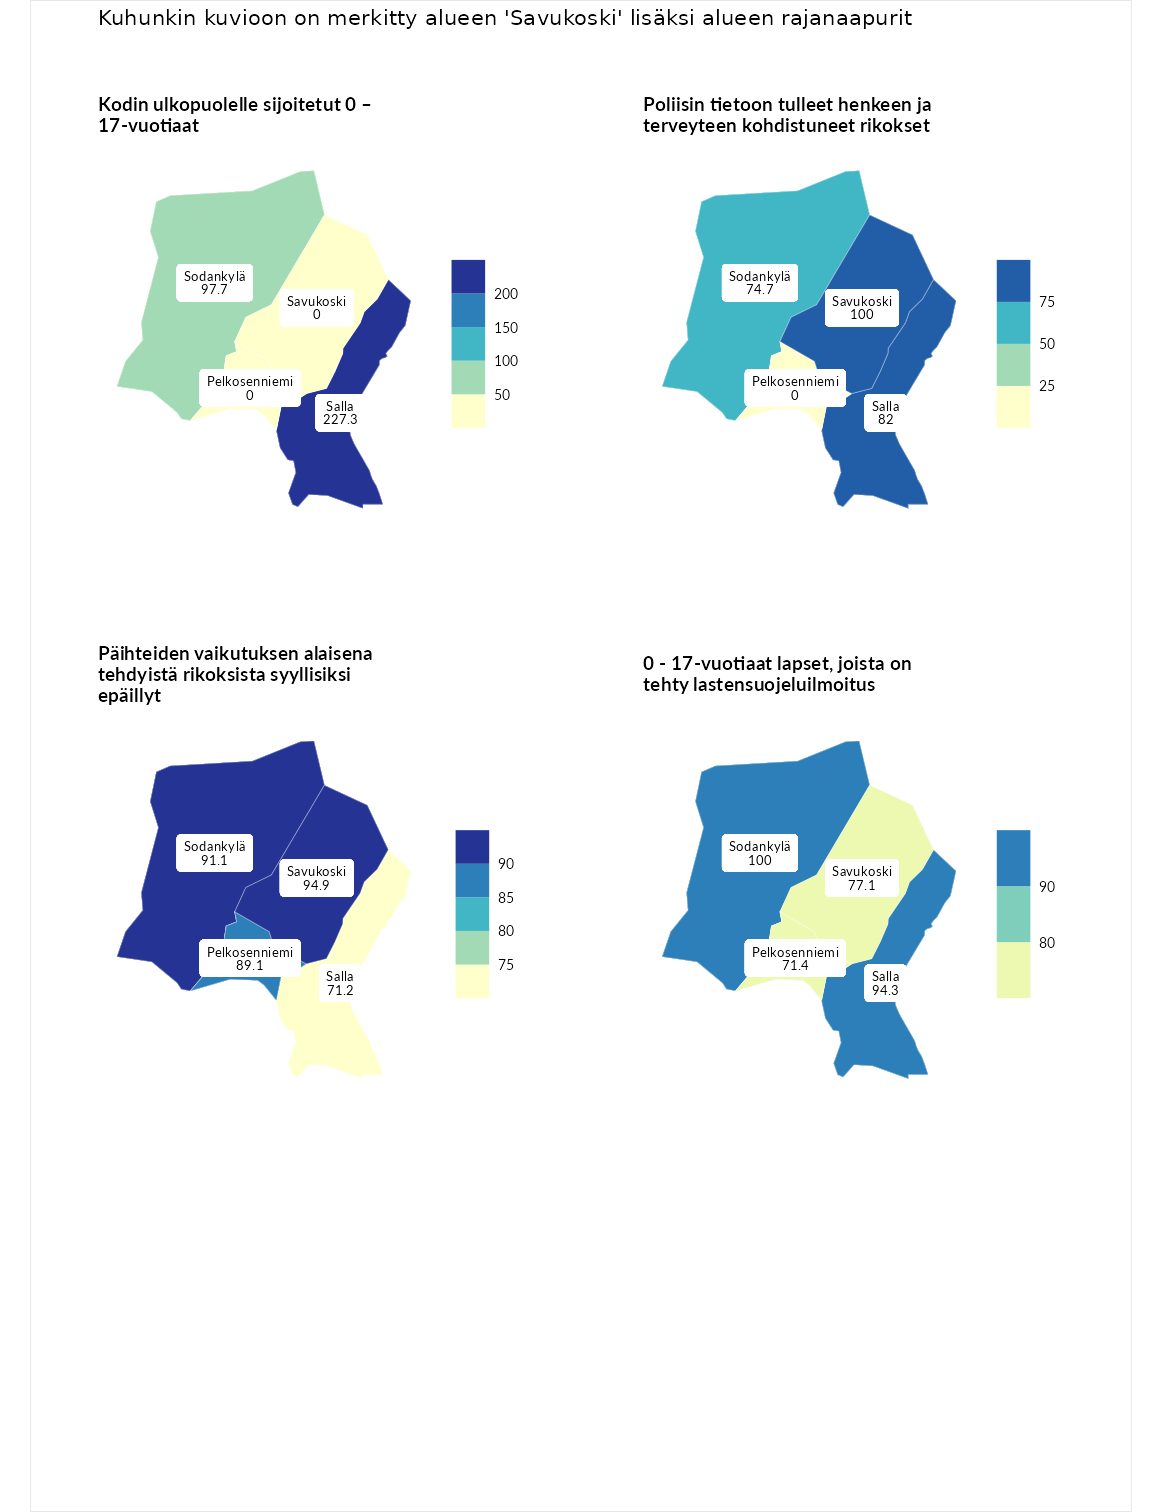 Kuhunkin kuvioon on merkitty alueen 'Savukoski' lisäksi alueen rajanaapurit
Kodin ulkopuolelle sijoitetut 0 –
17-vuotiaat
Sodankylä
97.7
Savukoski
0
Pelkosenniemi
0
Salla
227.3
200
150
100
50
Poliisin tietoon tulleet henkeen ja
terveyteen kohdistuneet rikokset
Sodankylä
74.7
Savukoski
100
Pelkosenniemi
0
Salla
82
75
50
25
Päihteiden vaikutuksen alaisena
tehdyistä rikoksista syyllisiksi
epäillyt
Sodankylä
91.1
Savukoski
94.9
Pelkosenniemi
89.1
Salla
71.2
90
85
80
75
0 - 17-vuotiaat lapset, joista on
tehty lastensuojeluilmoitus
Sodankylä
100
Savukoski
77.1
Pelkosenniemi
71.4
Salla
94.3
90
80